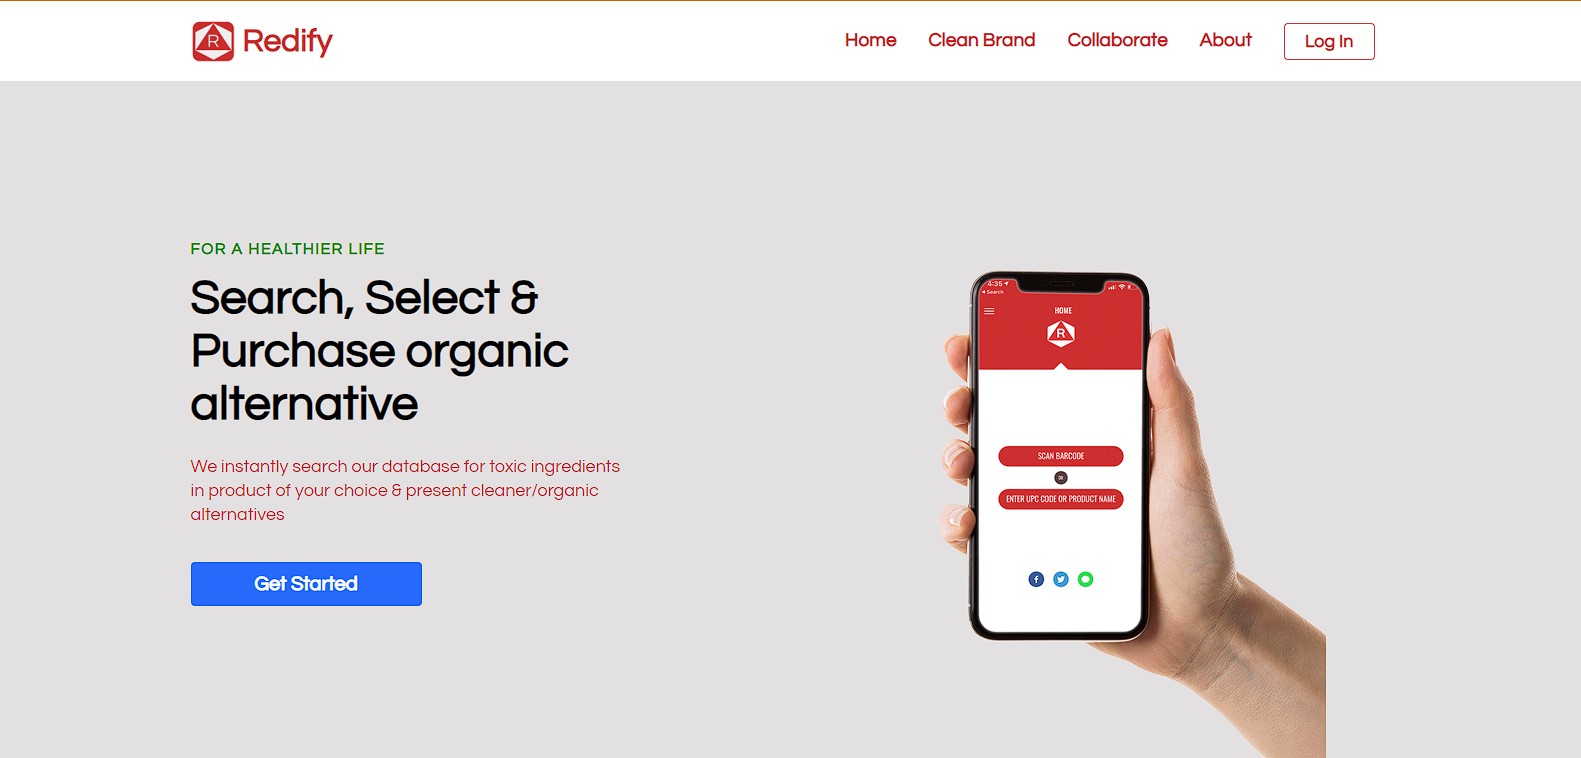 R Redify
Home Clean Brand Collaborate About Log In
FOR A HEALTHIER LIFE
Search, Select &
Purchase organic
alternative
We instantly search our database for toxic ingredients
in product of your choice & present cleaner/organic
alternatives
Get Started
4:35
Search
HOME
R
SCAN BARCODE
OR
ENTER UPC CODE OR PRODUCT NAME